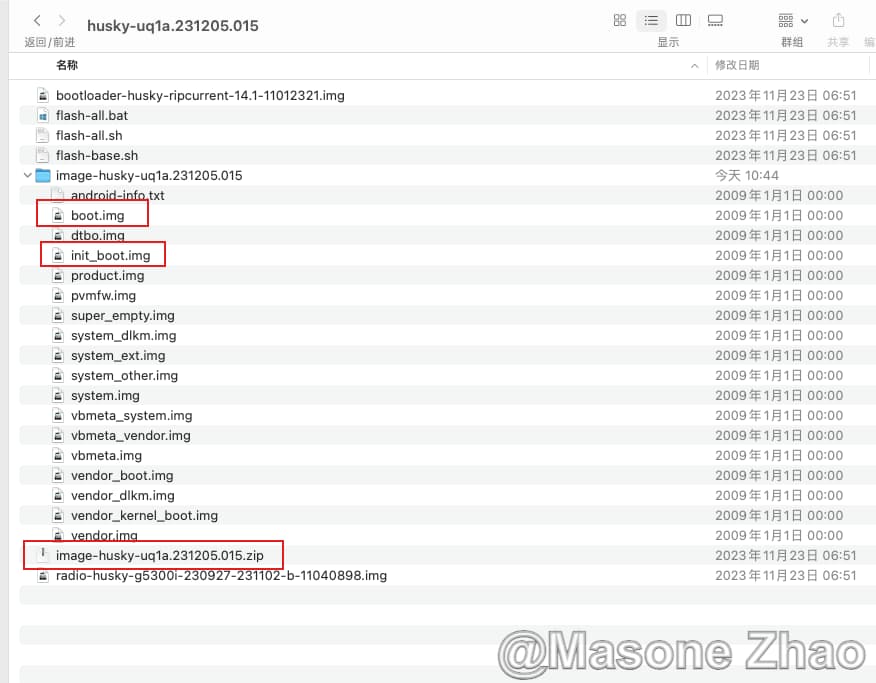 husky-uq1a.231205.015
返回/前进 显示 群组 共享 编
名称 修改日期
bootloader-husky-ripcurrent-14.1-11012321.img 2023年11月23日 06:51
flash-all.bat 2023年11月23日 06:51
flash-all.sh 2023年11月23日 06:51
flash-base.sh 2023年11月23日 06:51
image-husky-uq1a.231205.015 今天 10:44
android-info.txt 2009年1月1日 00:00
boot.img 2009年1月1日 00:00
dtbo.img 2009年1月1日 00:00
init_boot.img 2009年1月1日 00:00
product.img 2009年1月1日 00:00
pvmfw.img 2009年1月1日 00:00
super_empty.img 2009年1月1日 00:00
system_dlkm.img 2009年1月1日 00:00
system_ext.img 2009年1月1日 00:00
system_other.img 2009年1月1日 00:00
system.img 2009年1月1日 00:00
vbmeta_system.img 2009年1月1日 00:00
vbmeta_vendor.img 2009年1月1日 00:00
vbmeta.img 2009年1月1日 00:00
vendor_boot.img 2009年1月1日 00:00
vendor_dlkm.img 2009年1月1日 00:00
vendor_kernel_boot.img 2009年1月1日 00:00
vendor.img 2009年1月1日 00:00
image-husky-uq1a.231205.015.zip 2023年11月23日 06:51
radio-husky-g5300i-230927-231102-b-11040898.img 2023年11月23日 06:51
@Masone Zhao